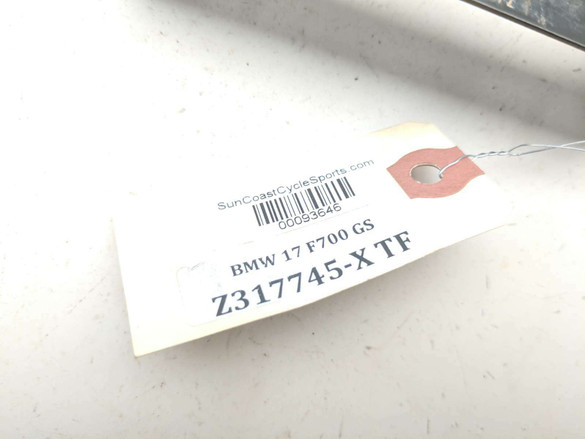 SunCoastCycleSports.com
00093646
BMW 17 F700 GS
Z317745-X TF